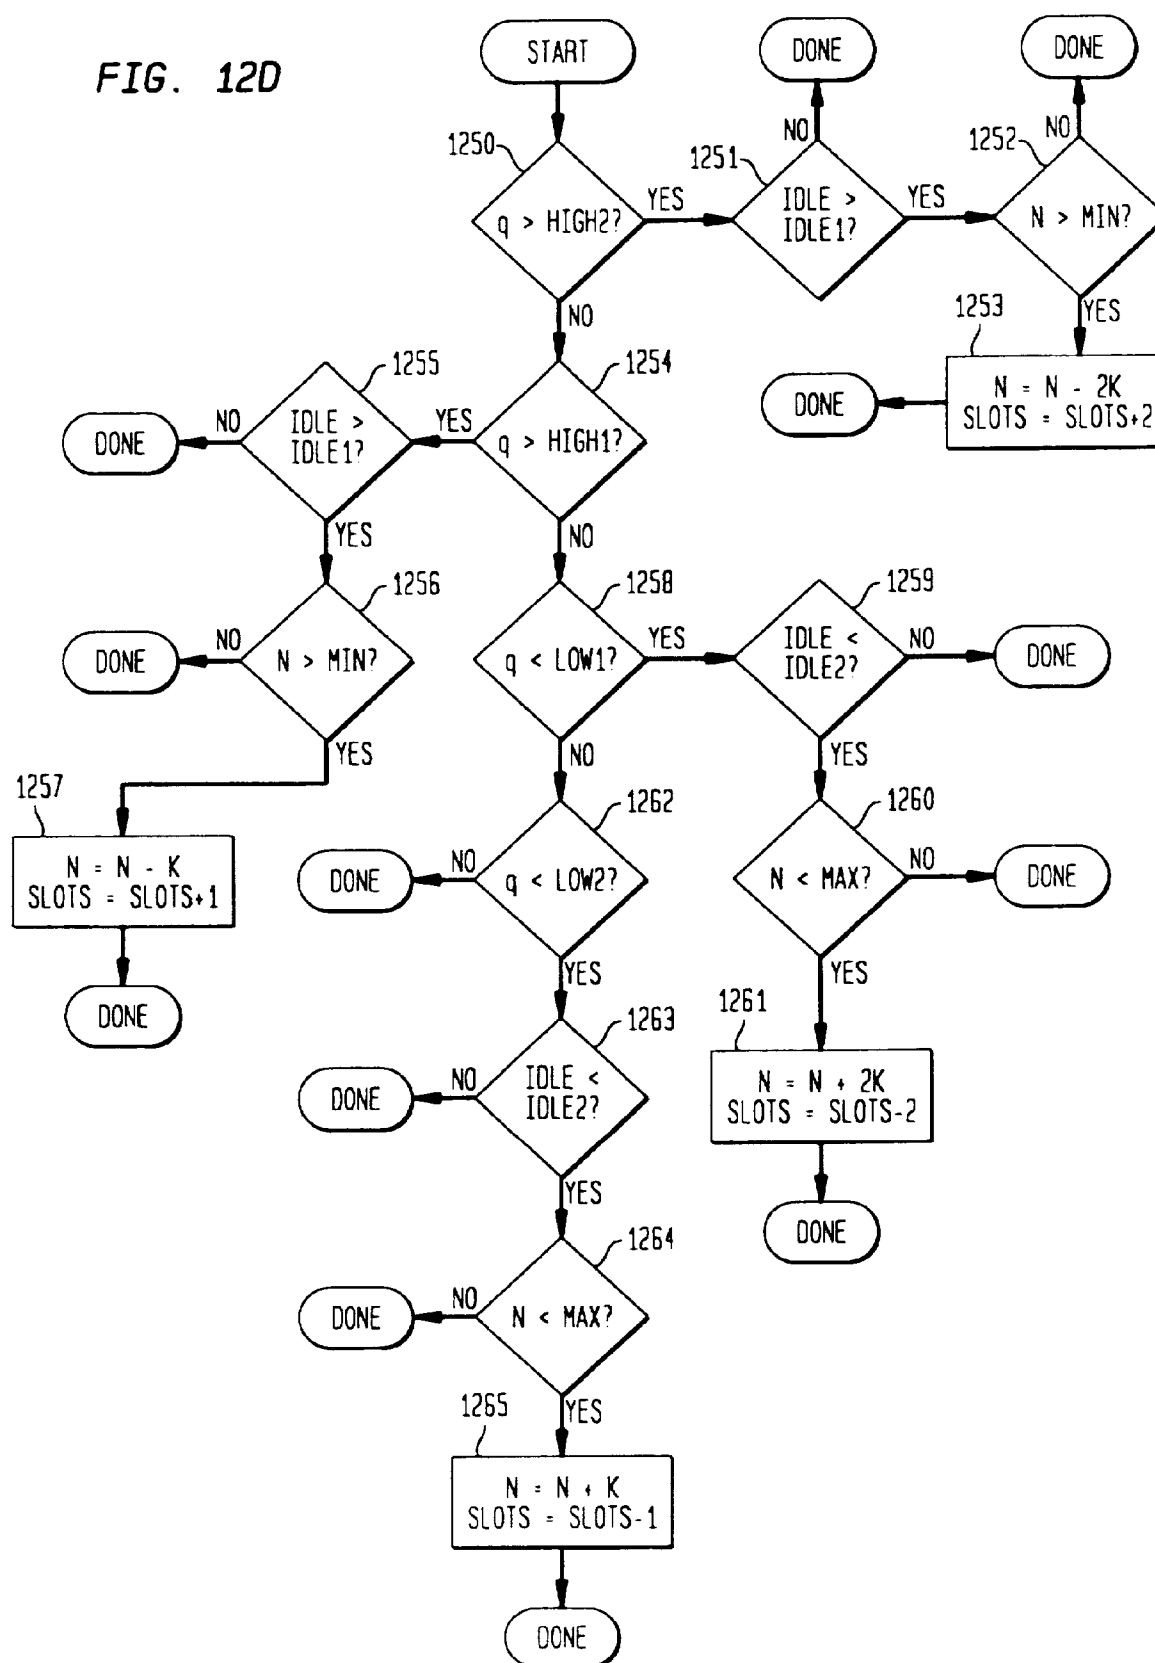 FIG. 12D
START
DONE
DONE
1250
q > HIGH2?
YES
NO
1251
IDLE >
IDLE1?
NO
YES
1252
N > MIN?
NO
YES
1253
N = N - 2K
SLOTS = SLOTS+2
DONE
1254
q > HIGH1?
YES
NO
1255
IDLE >
IDLE1?
NO
DONE
YES
1256
N > MIN?
NO
DONE
YES
1257
N = N - K
SLOTS = SLOTS+1
DONE
1258
q < LOW1?
YES
NO
1259
IDLE <
IDLE2?
NO
DONE
YES
1260
N < MAX?
NO
DONE
YES
1261
N = N + 2K
SLOTS = SLOTS-2
DONE
1262
q < LOW2?
NO
DONE
YES
1263
IDLE <
IDLE2?
NO
DONE
YES
1264
N < MAX?
NO
DONE
YES
1265
N = N + K
SLOTS = SLOTS-1
DONE